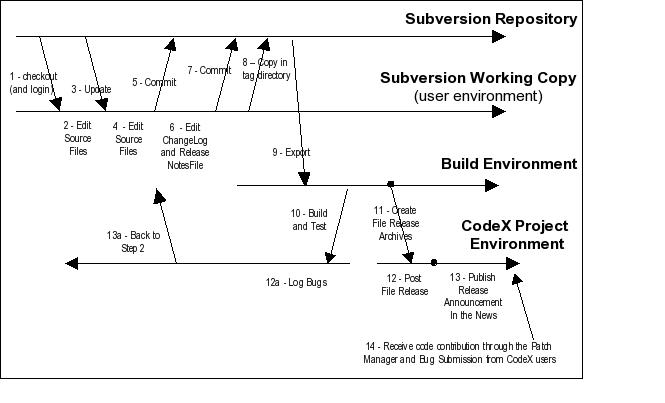 Subversion Repository
1 - checkout
(and login)
3 - Update
5 - Commit
7 - Commit
8 – Copy in
tag directory
Subversion Working Copy
(user environment)
2 - Edit
Source
Files
4 - Edit
Source
Files
6 - Edit
ChangeLog
and Release
NotesFile
9 - Export
Build Environment
10 - Build
and Test
11 - Create
File Release
Archives
CodeX Project
Environment
13a - Back to
Step 2
12a - Log Bugs
12 - Post
File Release
13 - Publish
Release
Announcement
In the News
14 - Receive code contribution through the Patch
Manager and Bug Submission from CodeX users